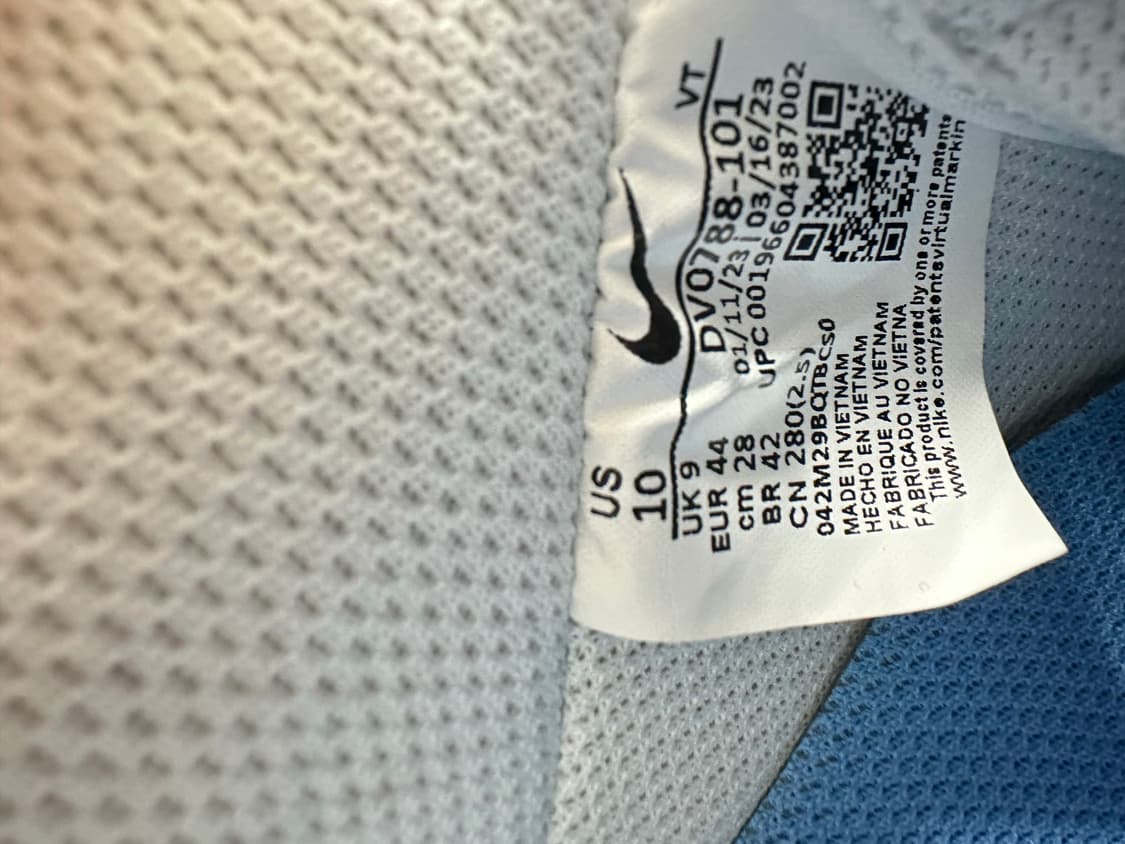 US
10
VT
UK 9
EUR 44
cm 28
BR 42
CN 280(2.5)
DV0788-101
01/11/23 | 03/16/23
UPC 00196604387002
042M29BQTBCS0
MADE IN VIETNAM
HECHO EN VIETNAM
FABRIQUE AU VIETNAM
FABRICADO NO VIETNA
This product is covered by one or more patents
www.nike.com/patentsvirtualmarkin